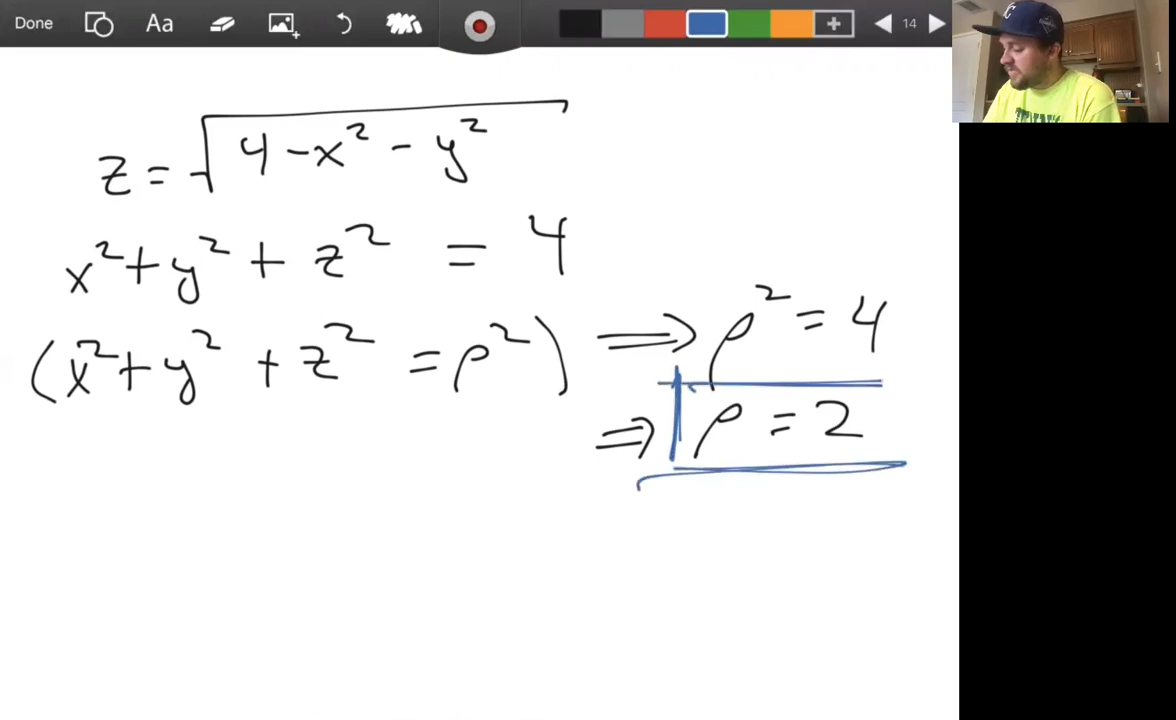 Done Aa 14
z = √(4 - x² - y²)
x² + y² + z² = 4
(x² + y² + z² = ρ²) ⟹ ρ² = 4
⟹ ρ = 2